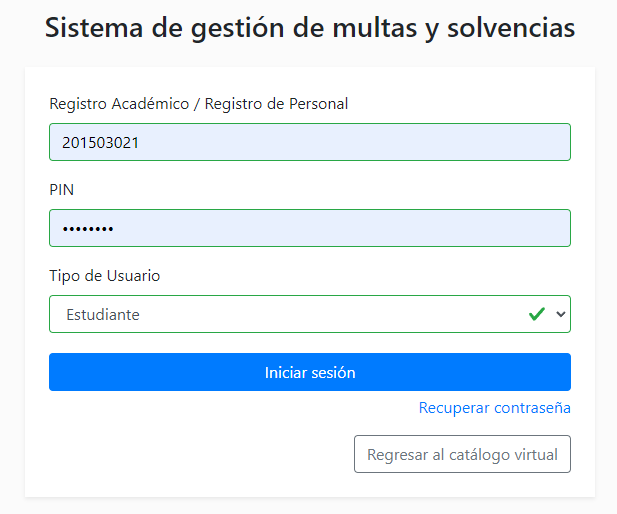 Sistema de gestión de multas y solvencias
Registro Académico / Registro de Personal
201503021
PIN
••••••••
Tipo de Usuario
Estudiante
Iniciar sesión
Recuperar contraseña
Regresar al catálogo virtual